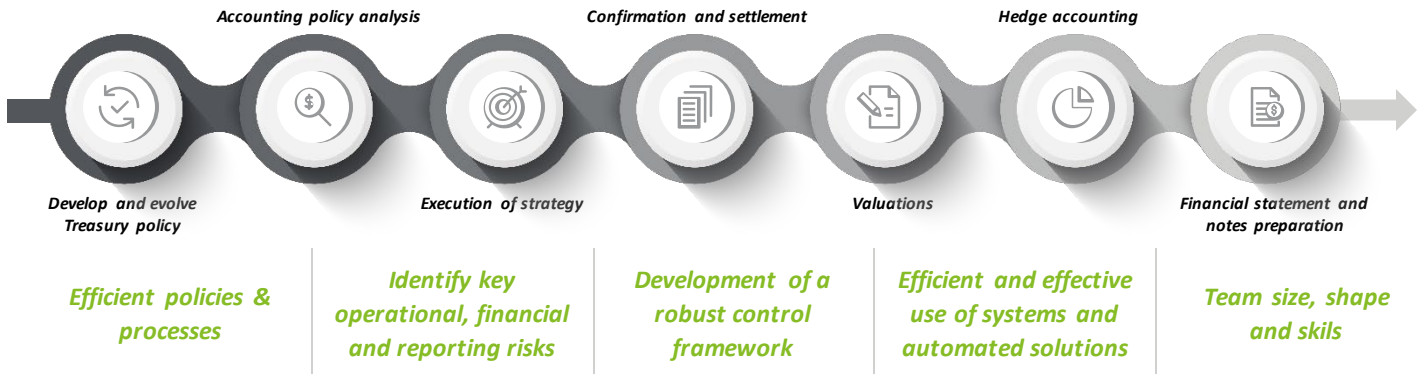 Accounting policy analysis
Confirmation and settlement
Hedge accounting
$
$
Develop and evolve
Treasury policy
Execution of strategy
Valuations
Financial statement and
notes preparation
Efficient policies &
processes
Identify key
operational, financial
and reporting risks
Development of a
robust control
framework
Efficient and effective
use of systems and
automated solutions
Team size, shape
and skils